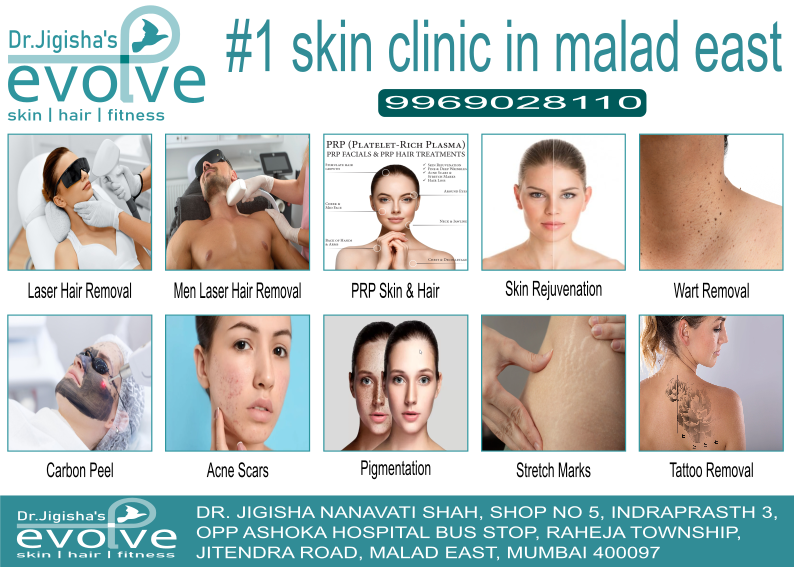 Dr.Jigisha's
evolve
skin | hair | fitness
#1 skin clinic in malad east
9969028110
PRP (Platelet-Rich Plasma)
PRP FACIALS & PRP HAIR TREATMENTS
Laser Hair Removal
Men Laser Hair Removal
PRP Skin & Hair
Skin Rejuvenation
Wart Removal
Carbon Peel
Acne Scars
Pigmentation
Stretch Marks
Tattoo Removal
Dr.Jigisha's
evolve
skin | hair | fitness
DR. JIGISHA NANAVATI SHAH, SHOP NO 5, INDRAPRASTH 3,
OPP ASHOKA HOSPITAL BUS STOP, RAHEJA TOWNSHIP,
JITENDRA ROAD, MALAD EAST, MUMBAI 400097